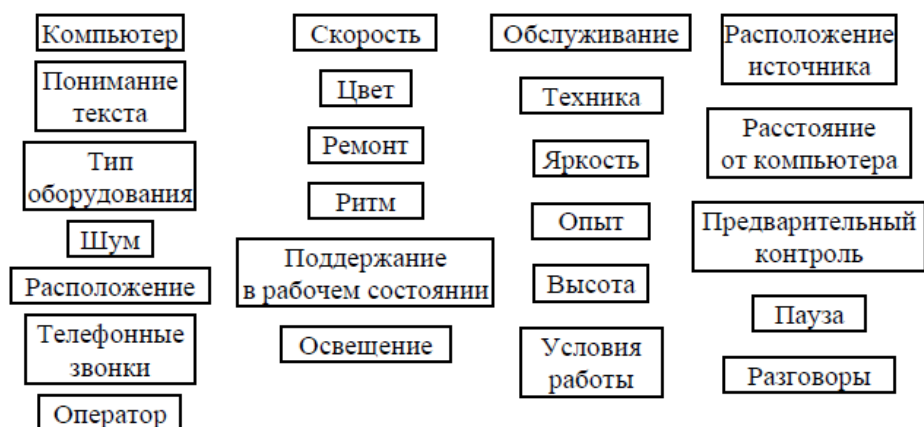 Компьютер
Понимание
текста
Тип
оборудования
Шум
Расположение
Телефонные
звонки
Оператор
Скорость
Цвет
Ремонт
Ритм
Поддержание
в рабочем состоянии
Освещение
Обслуживание
Техника
Яркость
Опыт
Высота
Условия
работы
Расположение
источника
Расстояние
от компьютера
Предварительный
контроль
Пауза
Разговоры